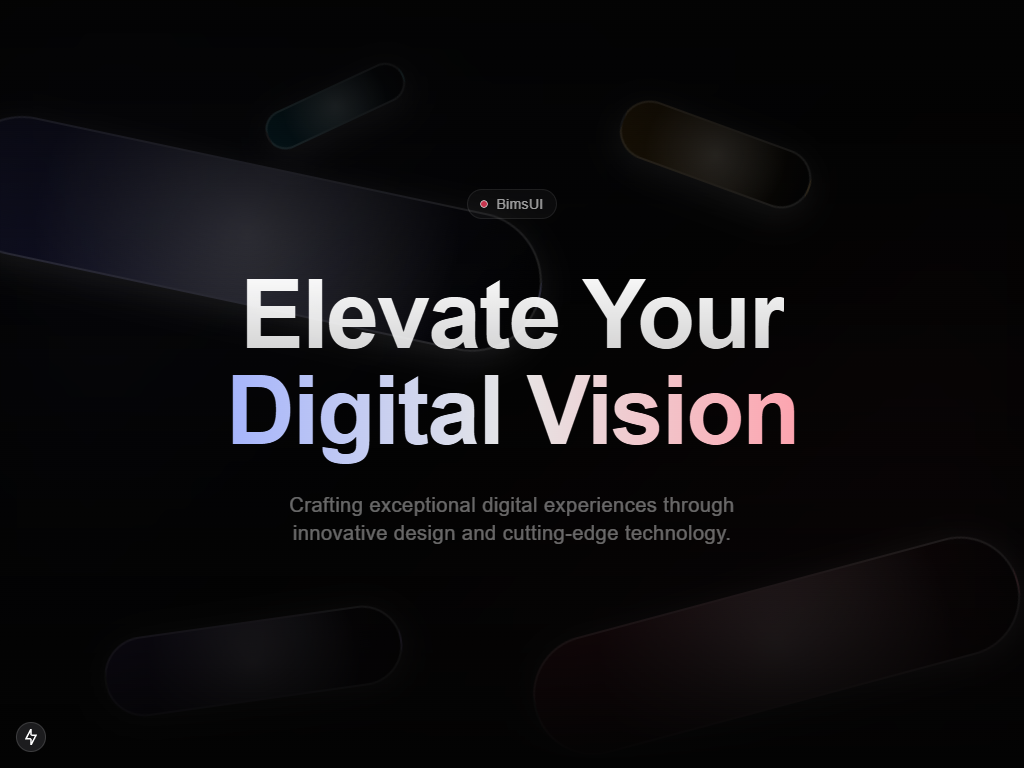 BimsUI
Elevate Your
Digital Vision
Crafting exceptional digital experiences through
innovative design and cutting-edge technology.